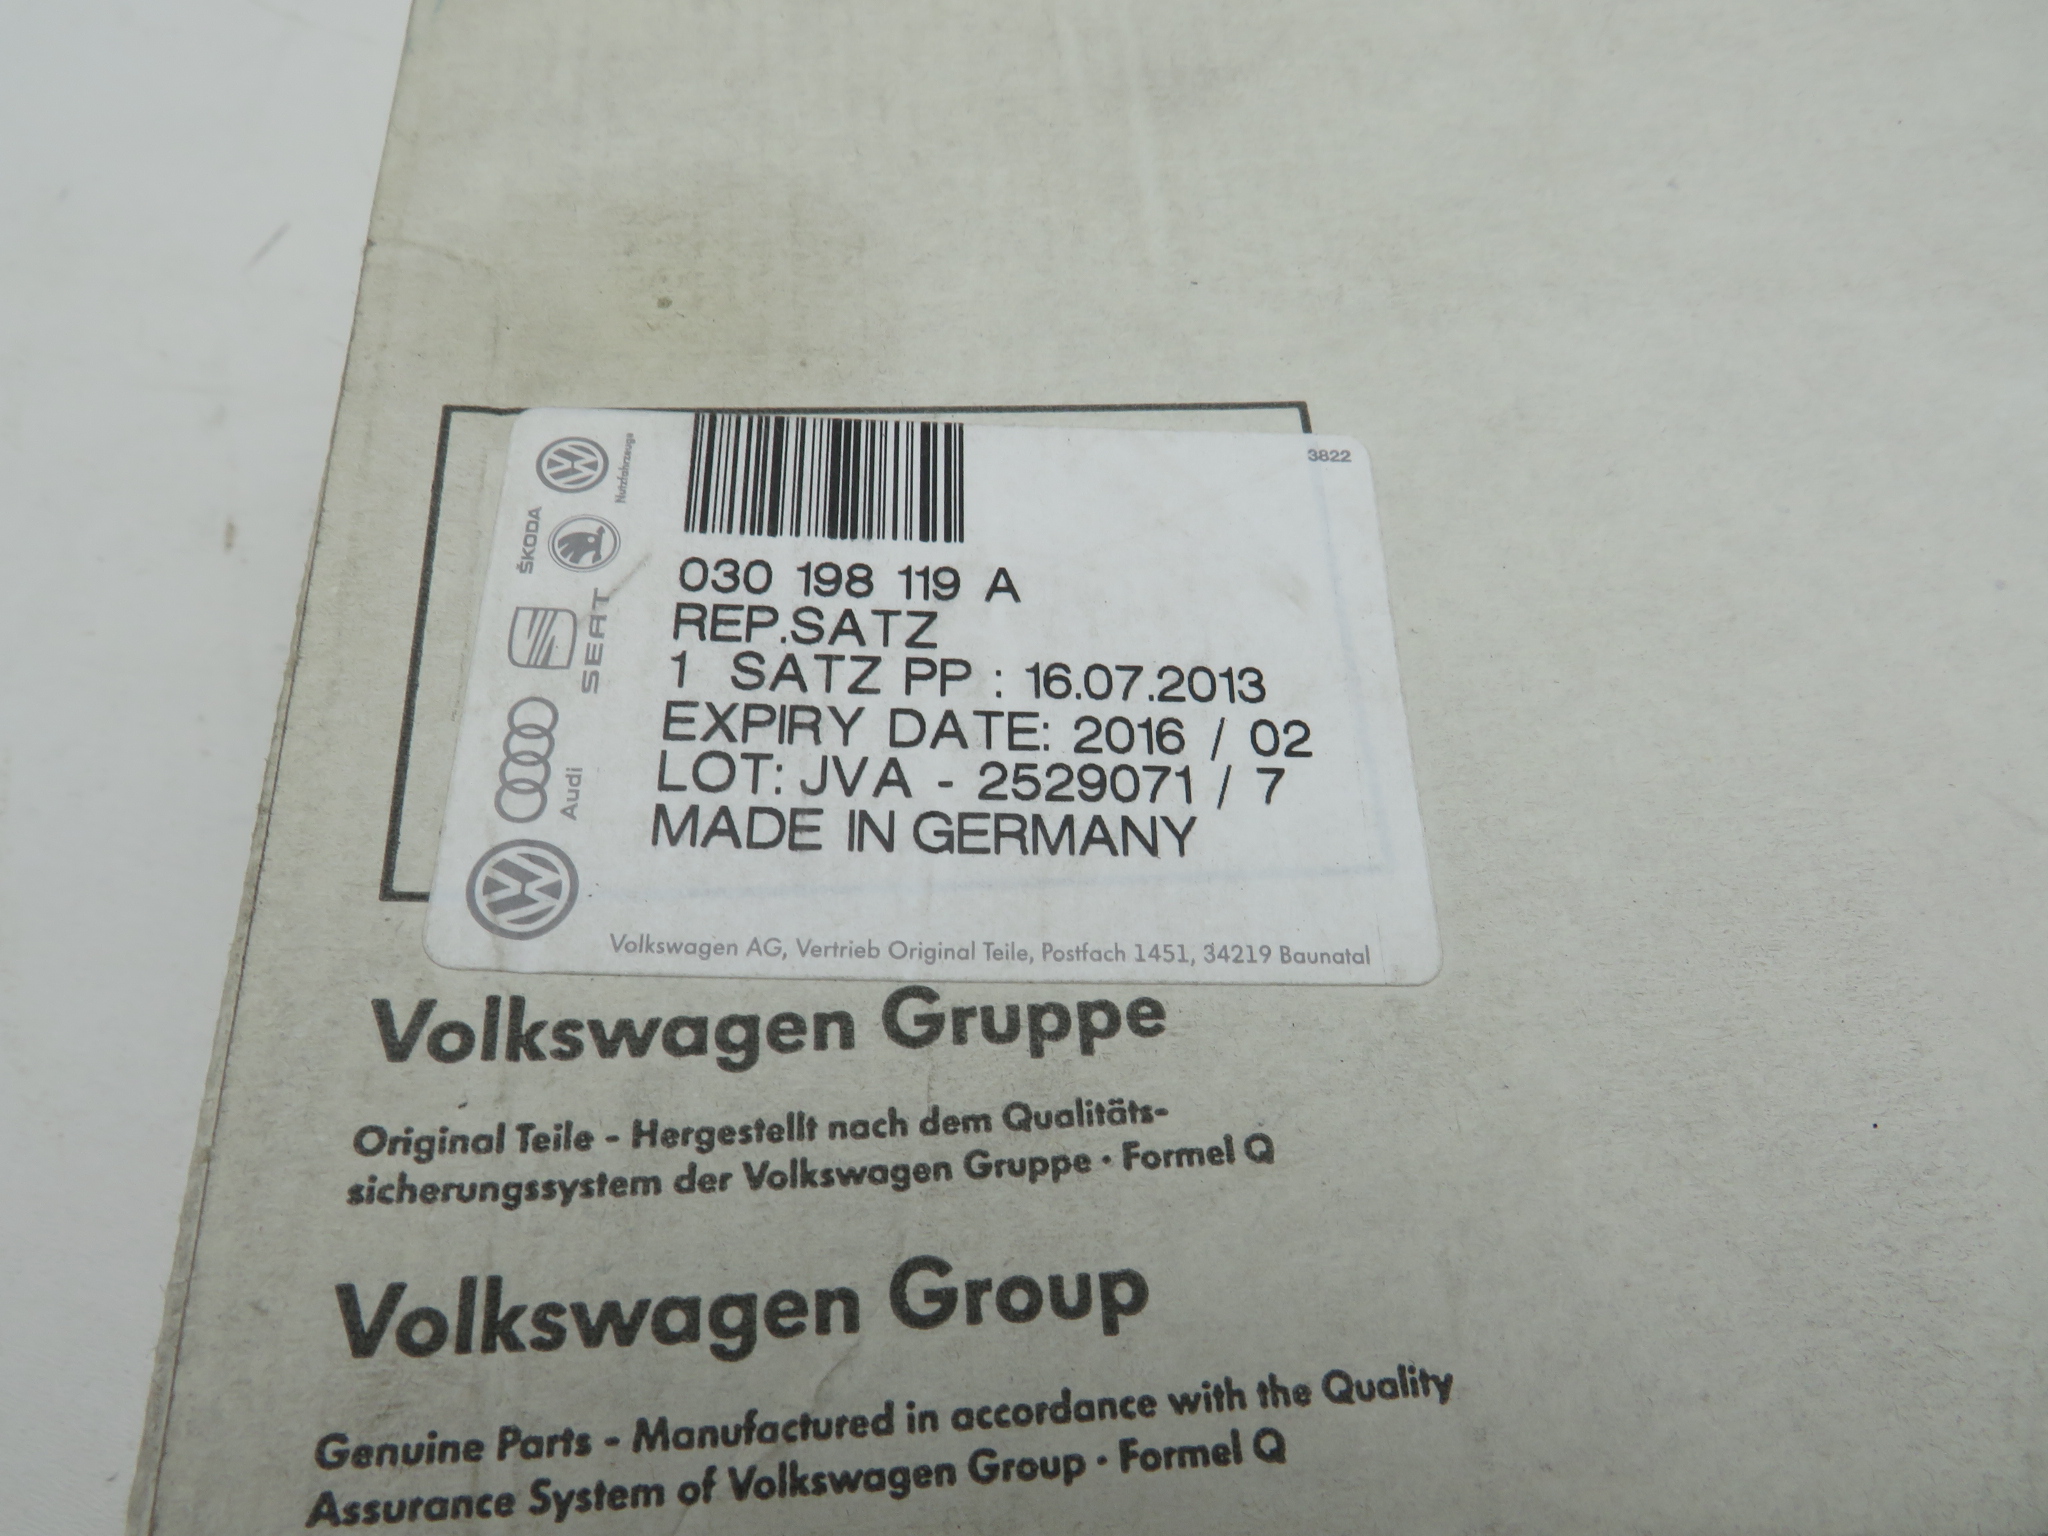 3822
Nutzfahrzeuge
ŠKODA
SEAT
Audi
030 198 119 A
REP.SATZ
1 SATZ PP : 16.07.2013
EXPIRY DATE: 2016 / 02
LOT: JVA - 2529071 / 7
MADE IN GERMANY
Volkswagen AG, Vertrieb Original Teile, Postfach 1451, 34219 Baunatal
Volkswagen Gruppe
Original Teile - Hergestellt nach dem Qualitäts-
sicherungssystem der Volkswagen Gruppe · Formel Q
Volkswagen Group
Genuine Parts - Manufactured in accordance with the Quality
Assurance System of Volkswagen Group · Formel Q